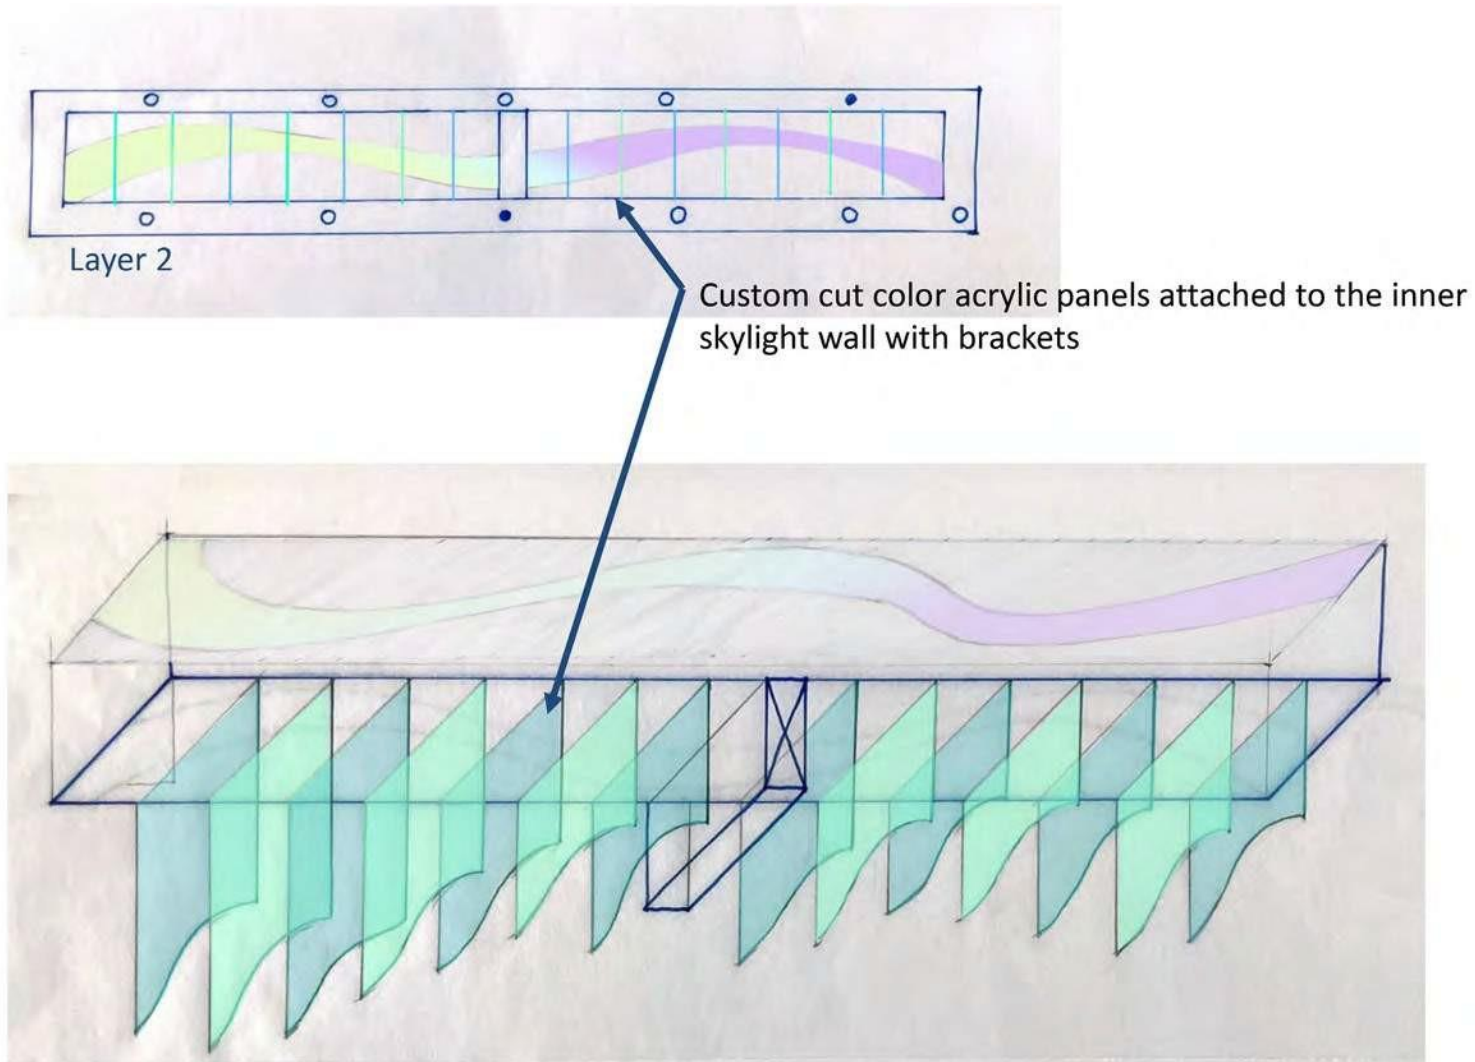 Layer 2
Custom cut color acrylic panels attached to the inner
skylight wall with brackets